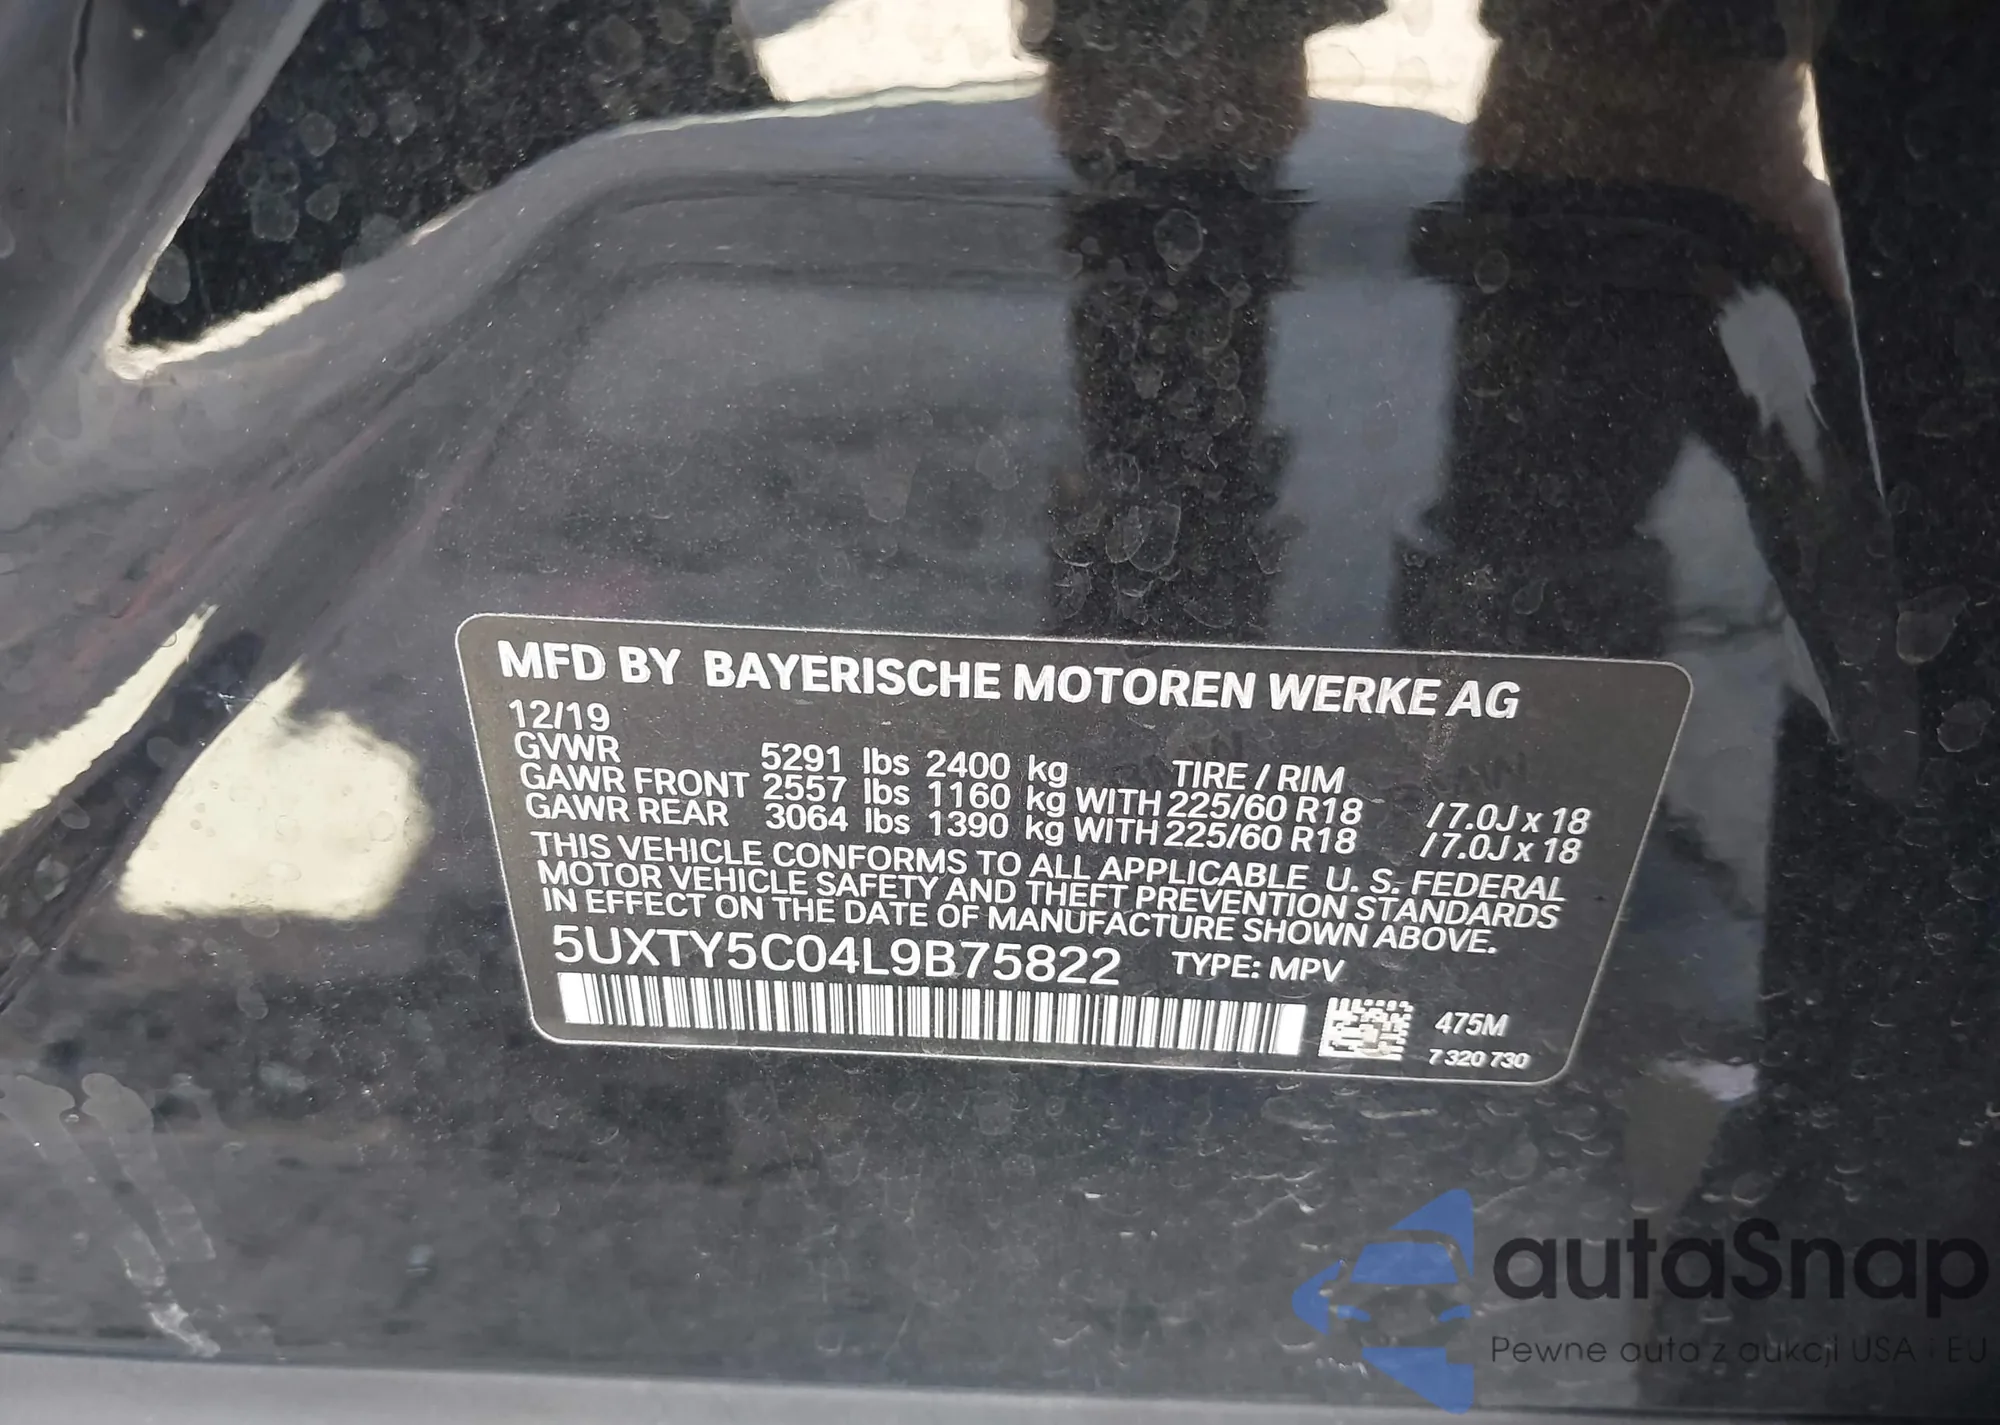 MFD BY BAYERISCHE MOTOREN WERKE AG
12/19
GVWR 5291 lbs 2400 kg TIRE / RIM
GAWR FRONT 2557 lbs 1160 kg WITH 225/60 R18 /7.0J x 18
GAWR REAR 3064 lbs 1390 kg WITH 225/60 R18 /7.0J x 18
THIS VEHICLE CONFORMS TO ALL APPLICABLE U. S. FEDERAL
MOTOR VEHICLE SAFETY AND THEFT PREVENTION STANDARDS
IN EFFECT ON THE DATE OF MANUFACTURE SHOWN ABOVE.
5UXTY5C04L9B75822 TYPE: MPV
475M
7 320 730
autaSnap
Pewne auta z aukcji USA i EU